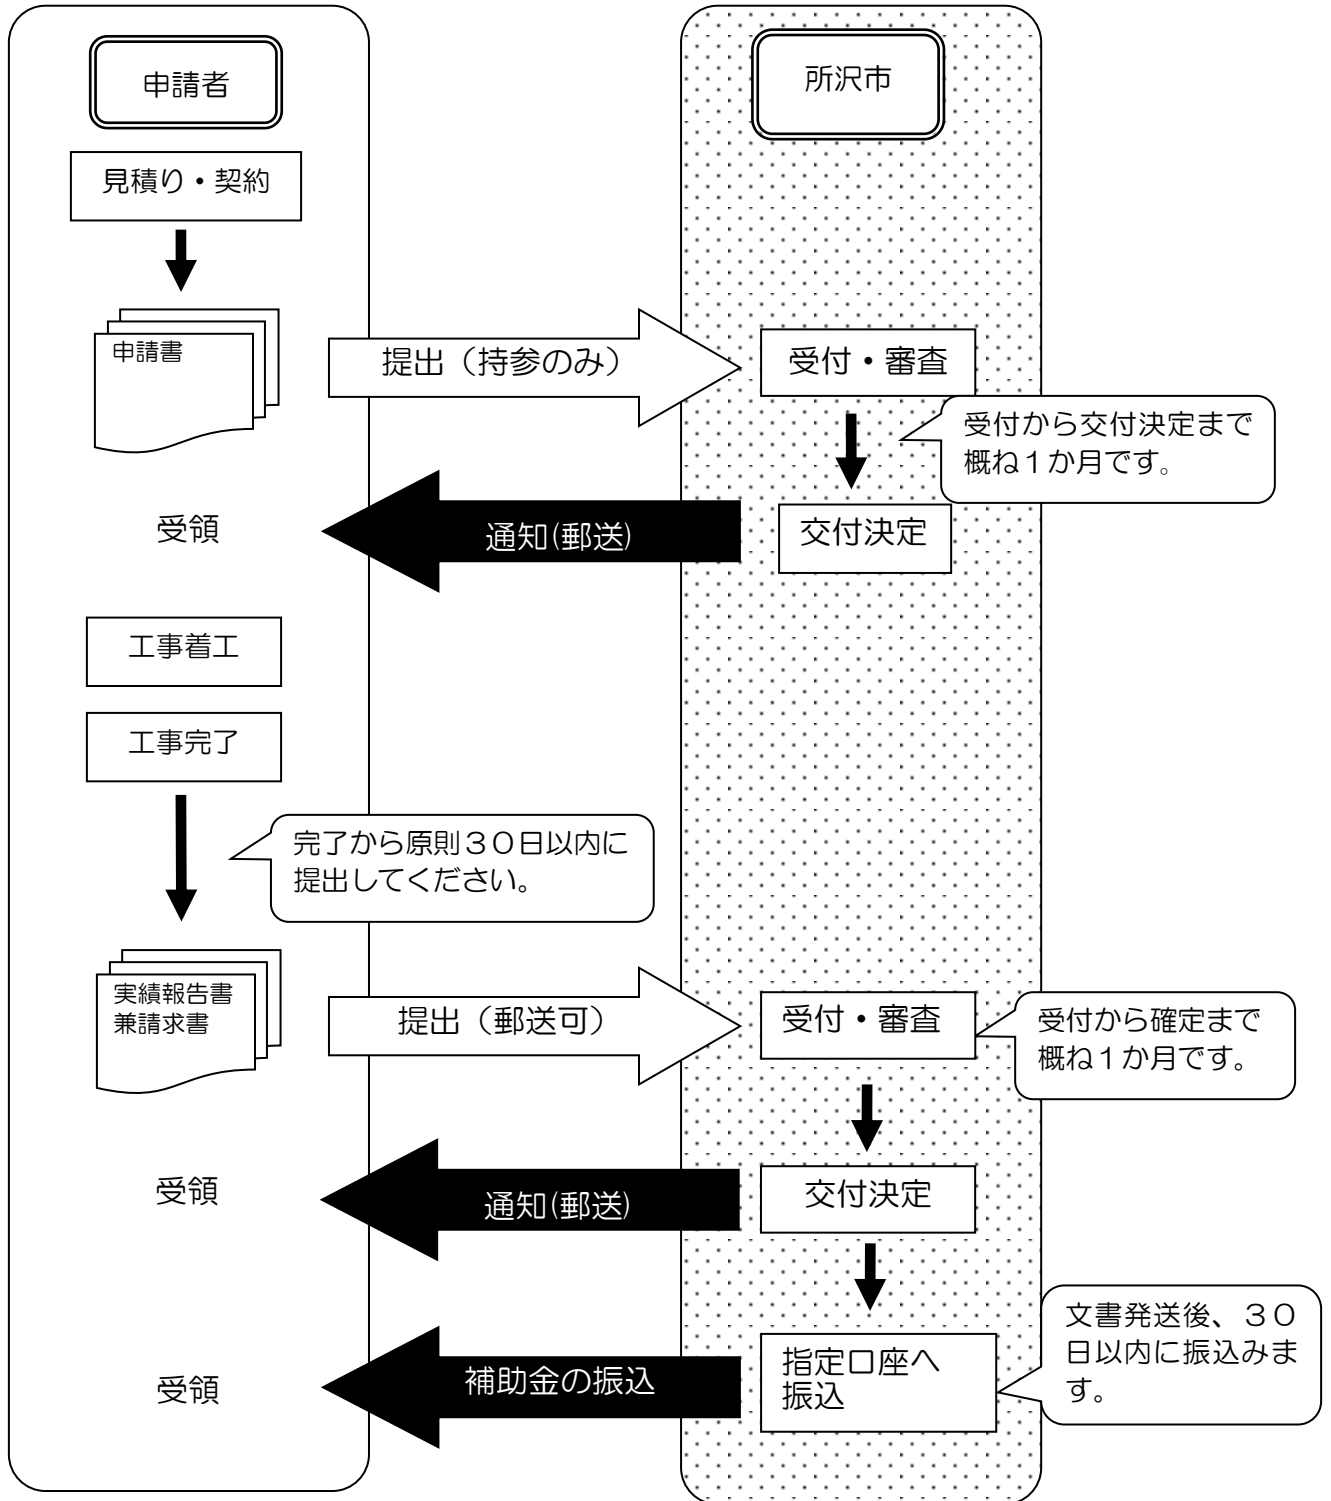 申請者
所沢市
見積り・契約
申請書
提出（持参のみ）
受付・審査
受付から交付決定まで
概ね１か月です。
受領
通知(郵送)
交付決定
工事着工
工事完了
完了から原則３０日以内に
提出してください。
実績報告書
兼請求書
提出（郵送可）
受付・審査
受付から確定まで
概ね１か月です。
受領
通知(郵送)
交付決定
文書発送後、３０
日以内に振込みま
す。
受領
補助金の振込
指定口座へ
振込